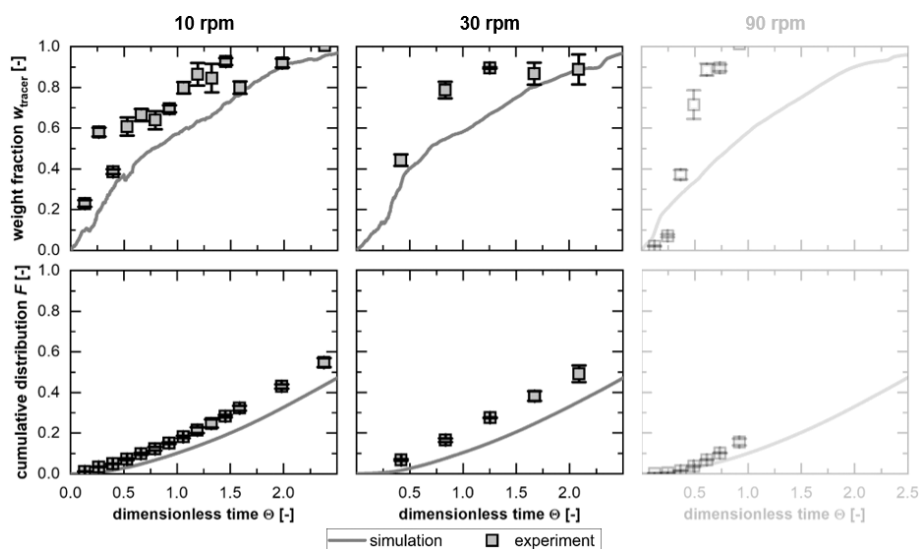 10 rpm
30 rpm
90 rpm
weight fraction w_tracer [-]
1.0
0.8
0.6
0.4
0.2
0.0
cumulative distribution F [-]
1.0
0.8
0.6
0.4
0.2
0.0
0.0 0.5 1.0 1.5 2.0
0.5 1.0 1.5 2.0
0.5 1.0 1.5 2.0 2.5
dimensionless time Θ [-]
dimensionless time Θ [-]
dimensionless time Θ [-]
simulation
experiment